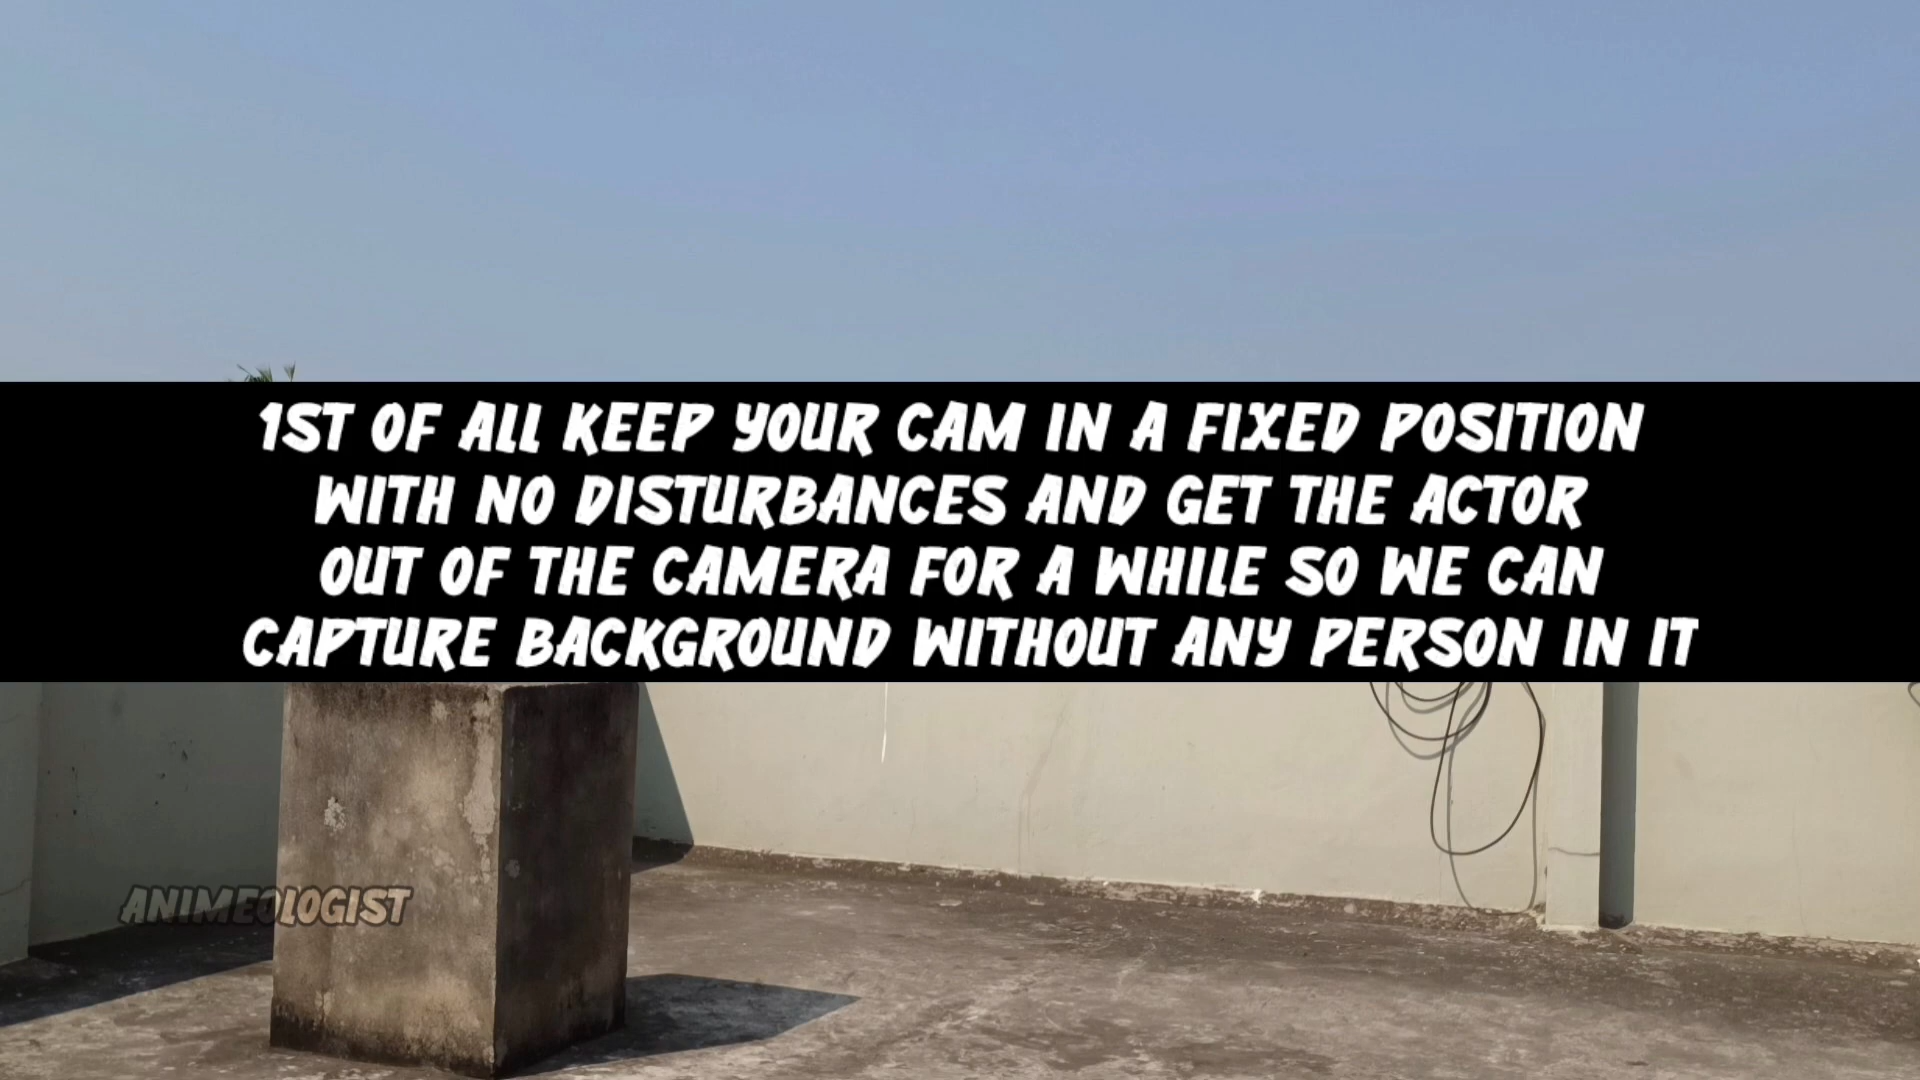 1ST OF ALL KEEP YOUR CAM IN A FIXED POSITION
WITH NO DISTURBANCES AND GET THE ACTOR
OUT OF THE CAMERA FOR A WHILE SO WE CAN
CAPTURE BACKGROUND WITHOUT ANY PERSON IN IT
ANIMEOLOGIST